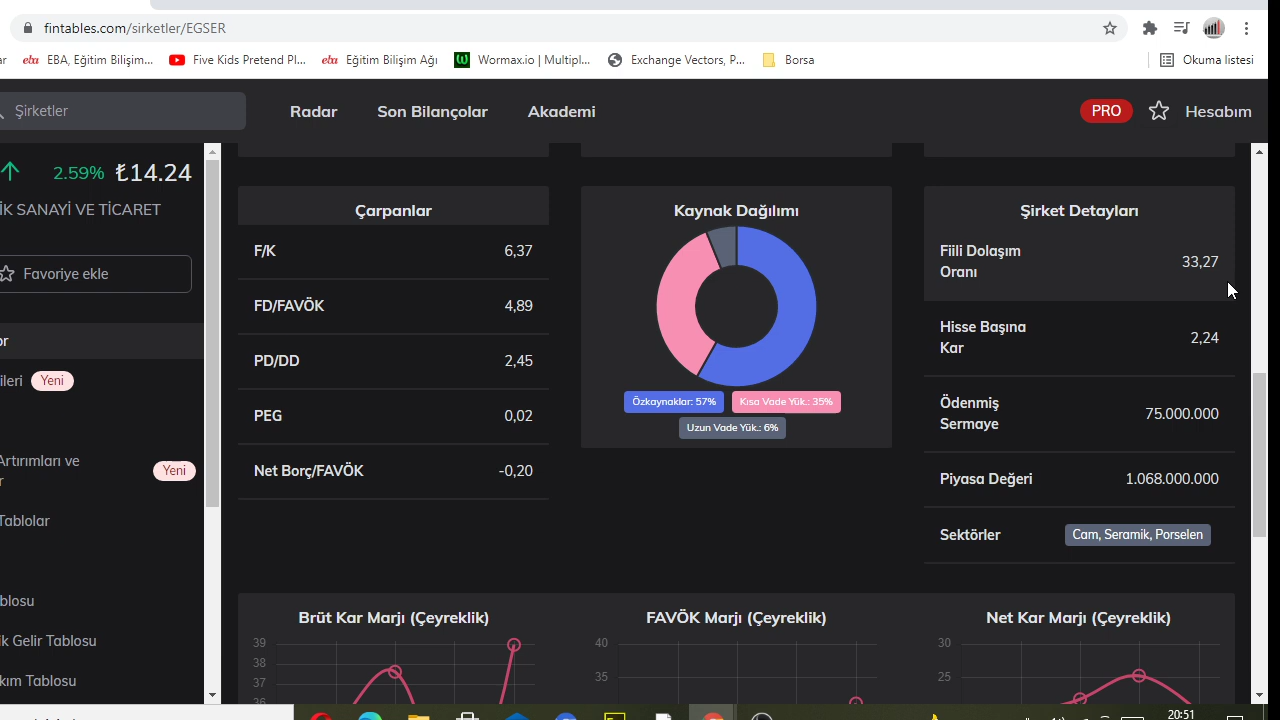 fintables.com/sirketler/EGSER
ar
eba EBA, Eğitim Bilişim...
Five Kids Pretend Pl...
eba Eğitim Bilişim Ağı
W Wormax.io | Multipl...
Exchange Vectors, P...
Borsa
Okuma listesi
Şirketler
Radar
Son Bilançolar
Akademi
PRO
Hesabım
2.59% ₺14.24
İK SANAYİ VE TİCARET
Favoriye ekle
or
ileri Yeni
Artırımları ve
r
Yeni
Tablolar
blosu
ik Gelir Tablosu
kım Tablosu
Çarpanlar
F/K 6,37
FD/FAVÖK 4,89
PD/DD 2,45
PEG 0,02
Net Borç/FAVÖK -0,20
Kaynak Dağılımı
Özkaynaklar: 57%
Kısa Vade Yük.: 35%
Uzun Vade Yük.: 6%
Şirket Detayları
Fiili Dolaşım
Oranı
33,27
Hisse Başına
Kar
2,24
Ödenmiş
Sermaye
75.000.000
Piyasa Değeri 1.068.000.000
Sektörler Cam, Seramik, Porselen
Brüt Kar Marjı (Çeyreklik)
39
38
37
36
FAVÖK Marjı (Çeyreklik)
40
35
Net Kar Marjı (Çeyreklik)
30
25
20:51